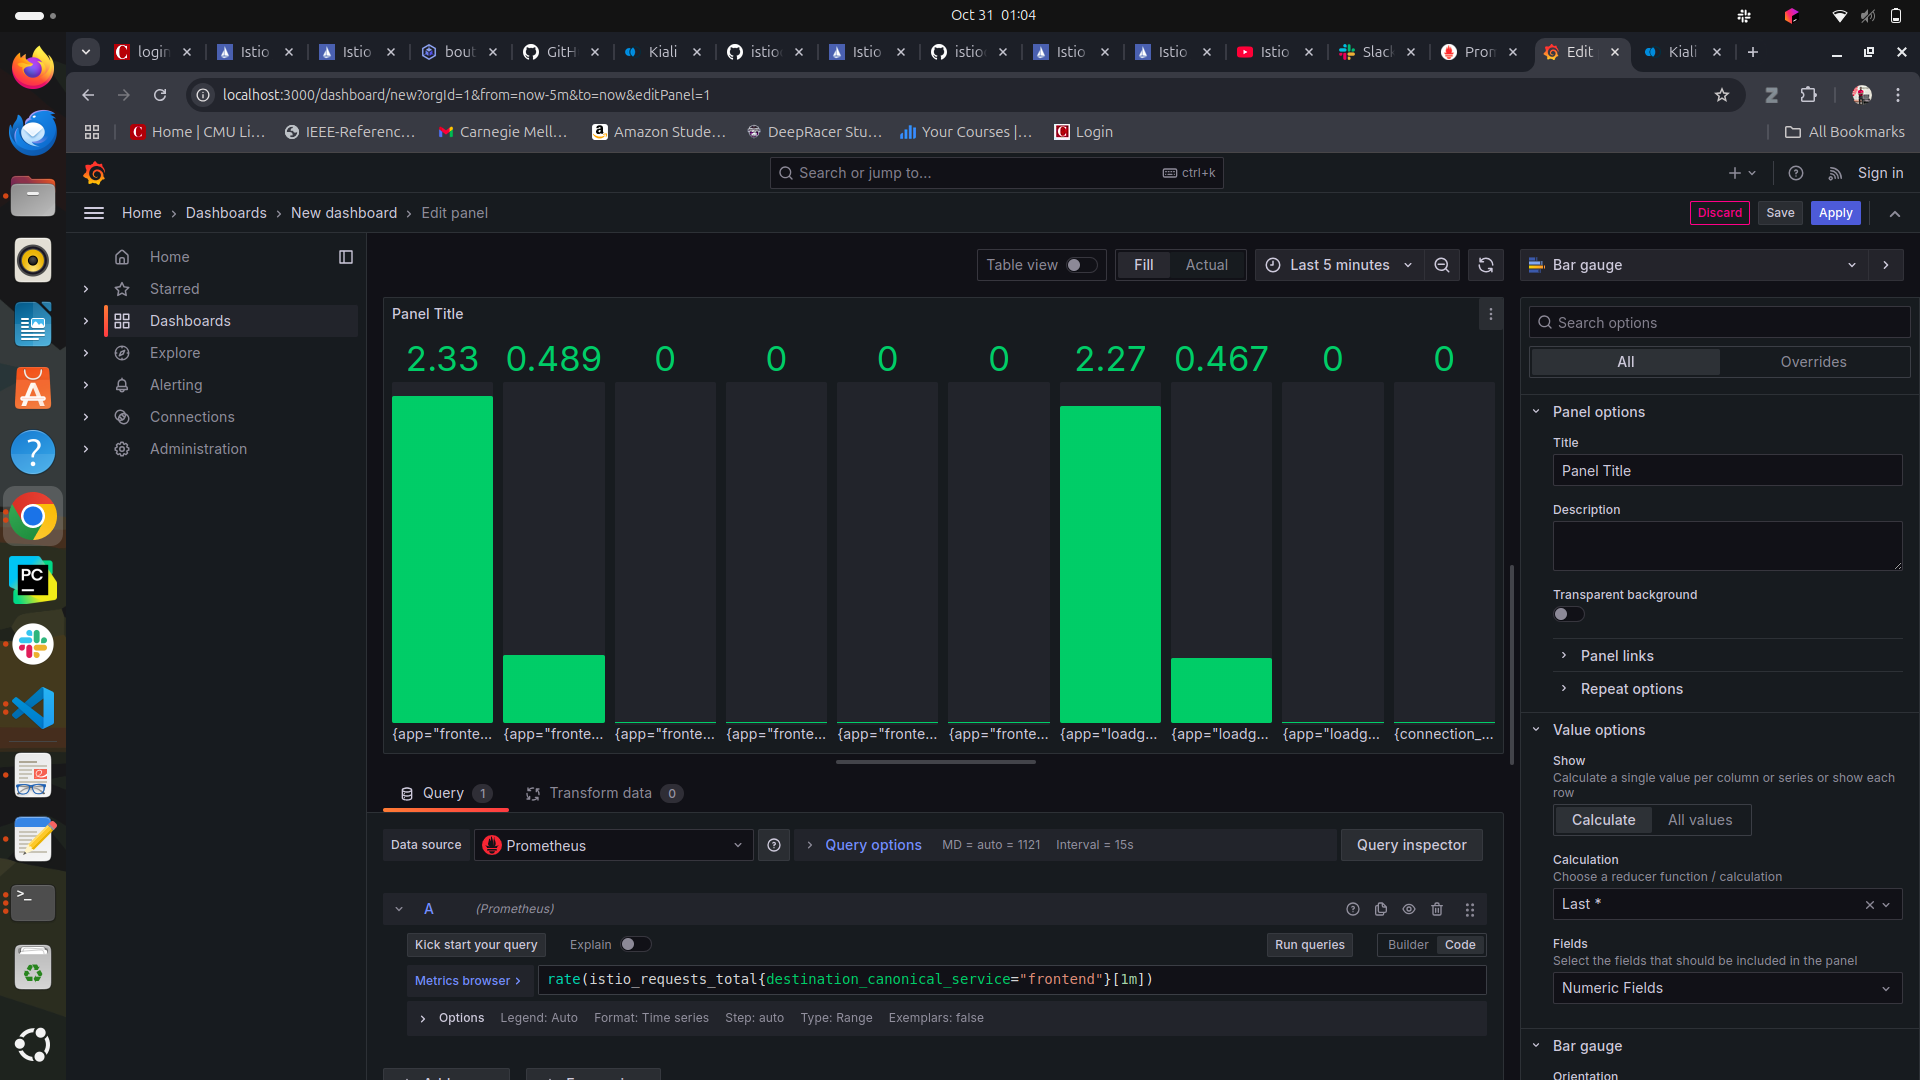 Oct 31 01:04
login
Istio
Istio
bout
GitH
Kiali
istio
Istio
istio
Istio
Istio
Istio
Slack
Pron
Edit
Kiali
localhost:3000/dashboard/new?orgId=1&from=now-5m&to=now&editPanel=1
Home | CMU Li...
IEEE-Referenc...
Carnegie Mell...
Amazon Stude...
DeepRacer Stu...
Your Courses |...
Login
All Bookmarks
Search or jump to...
ctrl+k
Sign in
Home › Dashboards › New dashboard › Edit panel
Discard
Save
Apply
Home
Starred
Dashboards
Explore
Alerting
Connections
Administration
Table view
Fill
Actual
Last 5 minutes
Bar gauge
Panel Title
2.33 0.489 0 0 0 0 2.27 0.467 0 0
{app="fronte... {app="fronte... {app="fronte... {app="fronte... {app="fronte... {app="fronte... {app="loadg... {app="loadg... {app="loadg... {connection_...
Query 1
Transform data 0
Data source
Prometheus
Query options
MD = auto = 1121
Interval = 15s
Query inspector
A
(Prometheus)
Kick start your query
Explain
Run queries
Builder
Code
Metrics browser >
rate(istio_requests_total{destination_canonical_service="frontend"}[1m])
Options
Legend: Auto
Format: Time series
Step: auto
Type: Range
Exemplars: false
Search options
All
Overrides
Panel options
Title
Panel Title
Description
Transparent background
Panel links
Repeat options
Value options
Show
Calculate a single value per column or series or show each
row
Calculate
All values
Calculation
Choose a reducer function / calculation
Last *
Fields
Select the fields that should be included in the panel
Numeric Fields
Bar gauge
Orientation
PC